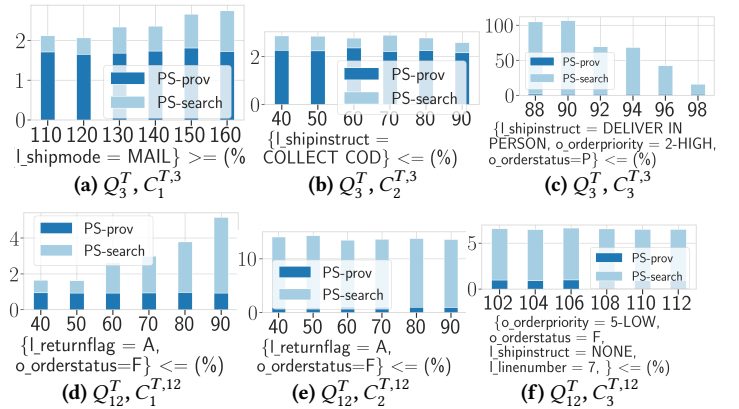 2
1
0
PS-prov
PS-search
110 120 130 140 150 160
l_shipmode = MAIL} >= (%
(a) Q_3^T, C_1^{T,3}
2
0
PS-prov
PS-search
40 50 60 70 80 90
{l_shipinstruct =
COLLECT COD} <= (%)
(b) Q_3^T, C_2^{T,3}
100
50
0
PS-prov
PS-search
88 90 92 94 96 98
{l_shipinstruct = DELIVER IN
PERSON, o_orderpriority = 2-HIGH,
o_orderstatus=P} <= (%)
(c) Q_3^T, C_3^{T,3}
4
2
0
PS-prov
PS-search
40 50 60 70 80 90
{l_returnflag = A,
o_orderstatus=F} <= (%)
(d) Q_{12}^T, C_1^{T,12}
10
0
PS-prov
PS-search
40 50 60 70 80 90
{l_returnflag = A,
o_orderstatus=F} <= (%)
(e) Q_{12}^T, C_2^{T,12}
5
0
PS-prov
PS-search
102 104 106 108 110 112
{o_orderpriority = 5-LOW,
o_orderstatus = F,
l_shipinstruct = NONE,
l_linenumber = 7, } <= (%)
(f) Q_{12}^T, C_3^{T,12}